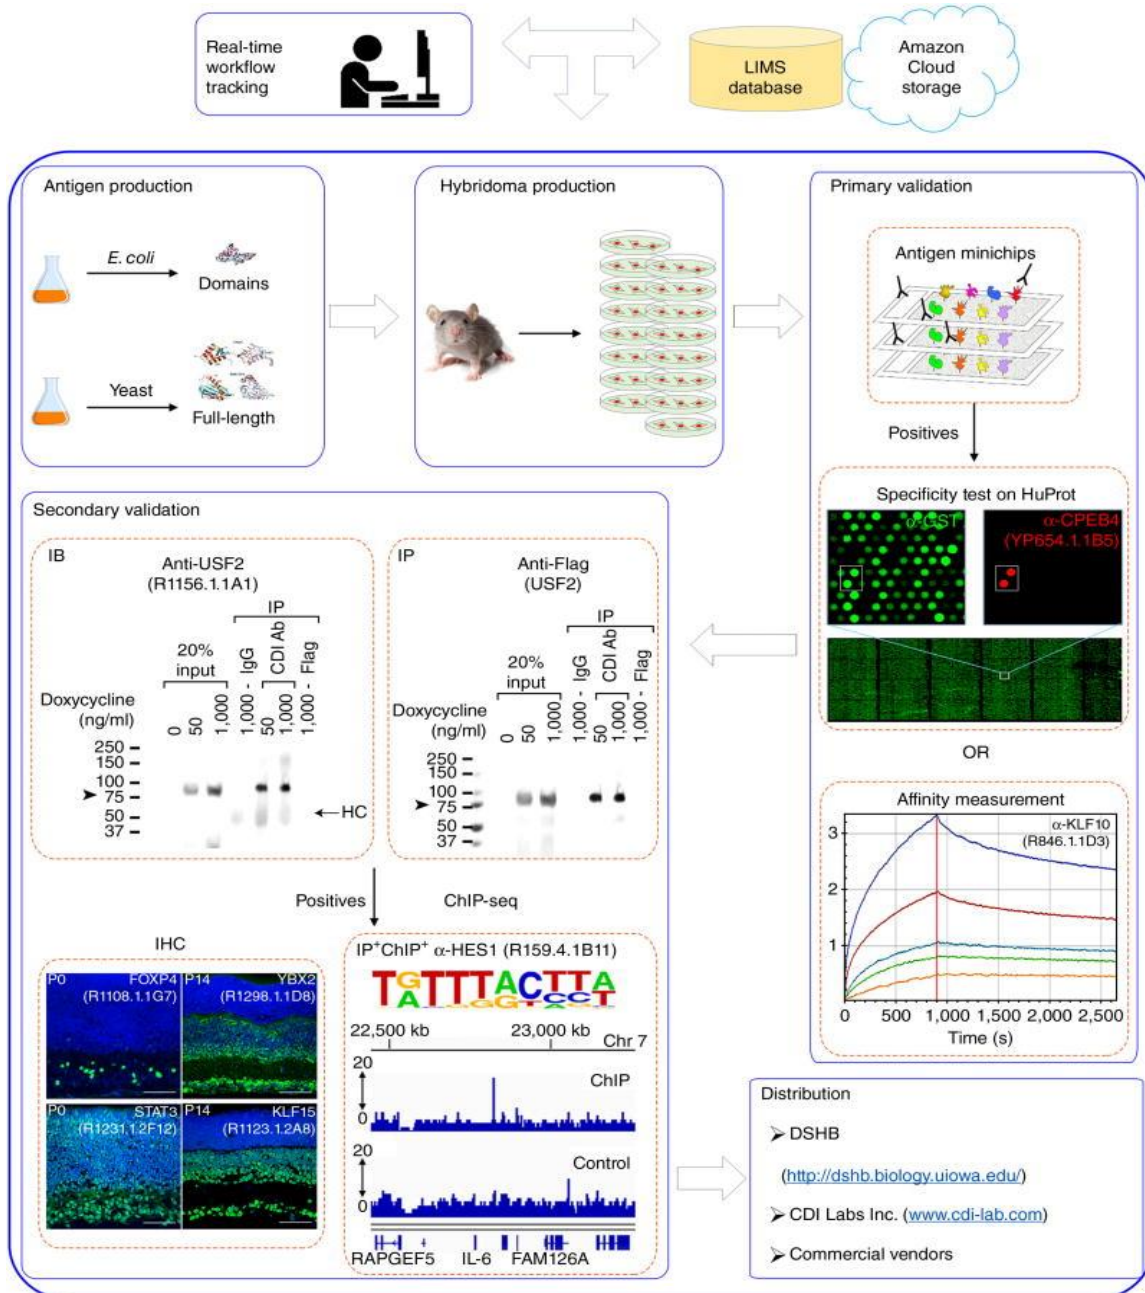 Real-time
workflow
tracking
LIMS
database
Amazon
Cloud
storage
Antigen production
E. coli
Domains
Yeast
Full-length
Hybridoma production
Primary validation
Antigen minichips
Positives
Specificity test on HuProt
α-GST
α-CPEB4
(YP654.1.1B5)
OR
Affinity measurement
α-KLF10
(R846.1.1D3)
3
2
1
0 500 1,000 1,500 2,000 2,500
Time (s)
Secondary validation
IB
Anti-USF2
(R1156.1.1A1)
IP
20%
input
Doxycycline
(ng/ml)
0
50
1,000
1,000 - IgG
50
1,000
CDI Ab
1,000 - Flag
250
150
100
75
50
37
HC
IP
Anti-Flag
(USF2)
IP
20%
input
Doxycycline
(ng/ml)
0
50
1,000
1,000 - IgG
50
1,000
CDI Ab
1,000 - Flag
250
150
100
75
50
37
Positives
ChIP-seq
IHC
P0
FOXP4
(R1108.1.1G7)
P14
YBX2
(R1298.1.1D8)
P0
STAT3
(R1231.1.2F12)
P14
KLF15
(R1123.1.2A8)
IP⁺ChIP⁺ α-HES1 (R159.4.1B11)
TGTTTACTTA
ATTGGTCCT
22,500 kb 23,000 kb
Chr 7
20
0
ChIP
20
0
Control
RAPGEF5 IL-6 FAM126A
Distribution
➢ DSHB
(http://dshb.biology.uiowa.edu/)
➢ CDI Labs Inc. (www.cdi-lab.com)
➢ Commercial vendors